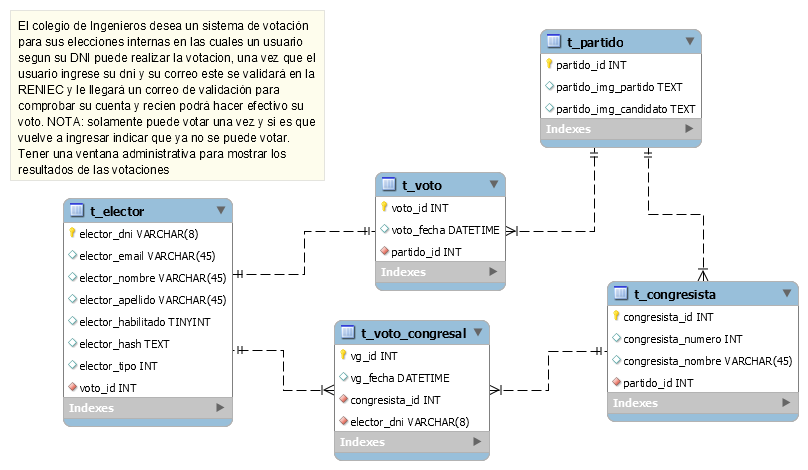 El colegio de Ingenieros desea un sistema de votación
para sus elecciones internas en las cuales un usuario
segun su DNI puede realizar la votacion, una vez que el
usuario ingrese su dni y su correo este se validará en la
RENIEC y le llegará un correo de validación para
comprobar su cuenta y recien podrá hacer efectivo su
voto. NOTA: solamente puede votar una vez y si es que
vuelve a ingresar indicar que ya no se puede votar.
Tener una ventana administrativa para mostrar los
resultados de las votaciones
t_partido
partido_id INT
partido_img_partido TEXT
partido_img_candidato TEXT
Indexes
t_voto
voto_id INT
voto_fecha DATETIME
partido_id INT
Indexes
t_elector
elector_dni VARCHAR(8)
elector_email VARCHAR(45)
elector_nombre VARCHAR(45)
elector_apellido VARCHAR(45)
elector_habilitado TINYINT
elector_hash TEXT
elector_tipo INT
voto_id INT
Indexes
t_congresista
congresista_id INT
congresista_numero INT
congresista_nombre VARCHAR(45)
partido_id INT
Indexes
t_voto_congresal
vg_id INT
vg_fecha DATETIME
congresista_id INT
elector_dni VARCHAR(8)
Indexes